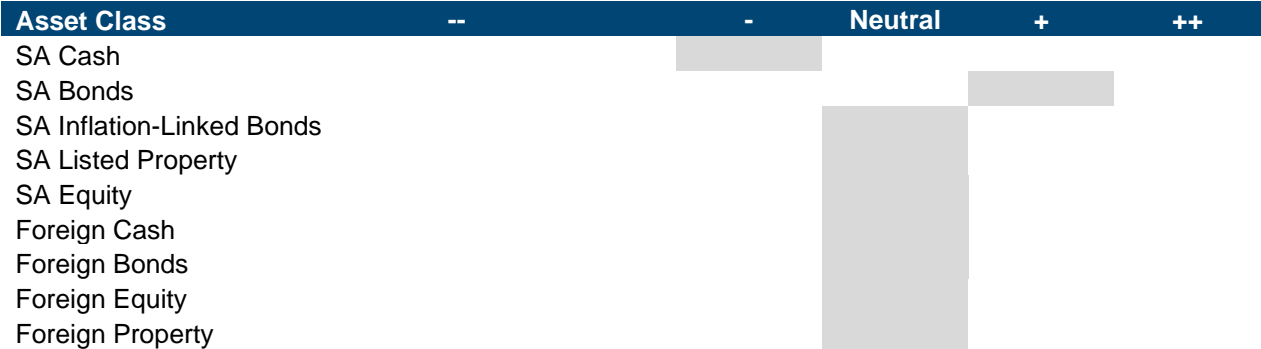 Asset Class -- - Neutral + ++
SA Cash
SA Bonds
SA Inflation-Linked Bonds
SA Listed Property
SA Equity
Foreign Cash
Foreign Bonds
Foreign Equity
Foreign Property